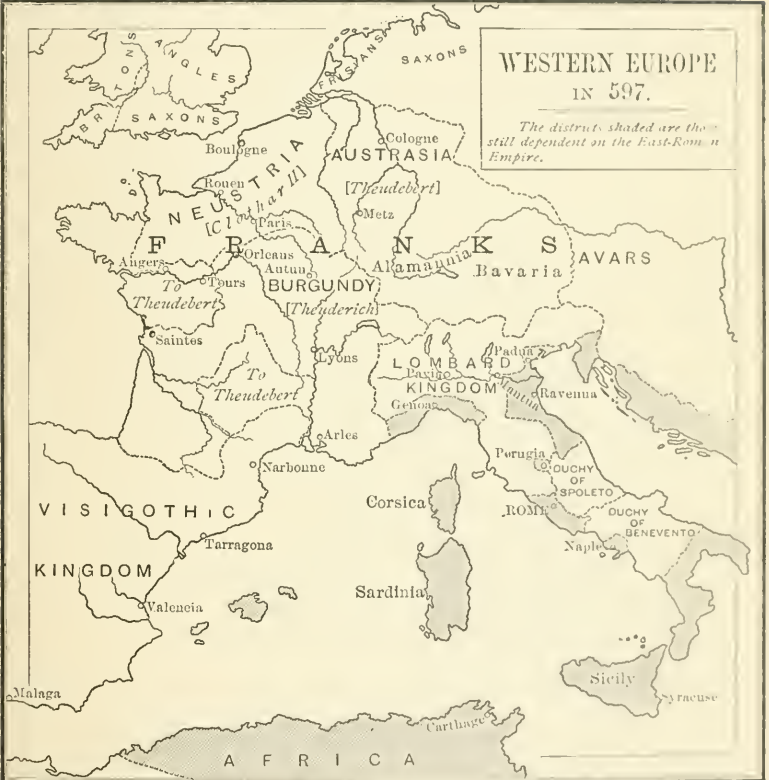 WESTERN EUROPE
IN 597.
The districts shaded are those
still dependent on the East-Roman
Empire.
BRITONS
ANGLES
SAXONS
FRISIANS
SAXONS
Boulogne
Cologne
AUSTRASIA
[Theudebert]
Rouen
NEUSTRIA
[Clothar II]
Paris
Metz
FRANKS
Angers
Orleans
Alamannia
Bavaria
AVARS
To
Theudebert
Tours
Autun
BURGUNDY
[Theuderich]
Saintes
Lyons
LOMBARD
KINGDOM
Padua
Pavia
Mantua
To
Theudebert
Genoa
Ravenna
Arles
Narbonne
Perugia
DUCHY
OF
SPOLETO
VISIGOTHIC
KINGDOM
Corsica
ROME
DUCHY
OF
BENEVENTO
Tarragona
Naples
Sardinia
Valencia
Malaga
Sicily
Syracuse
Carthage
AFRICA